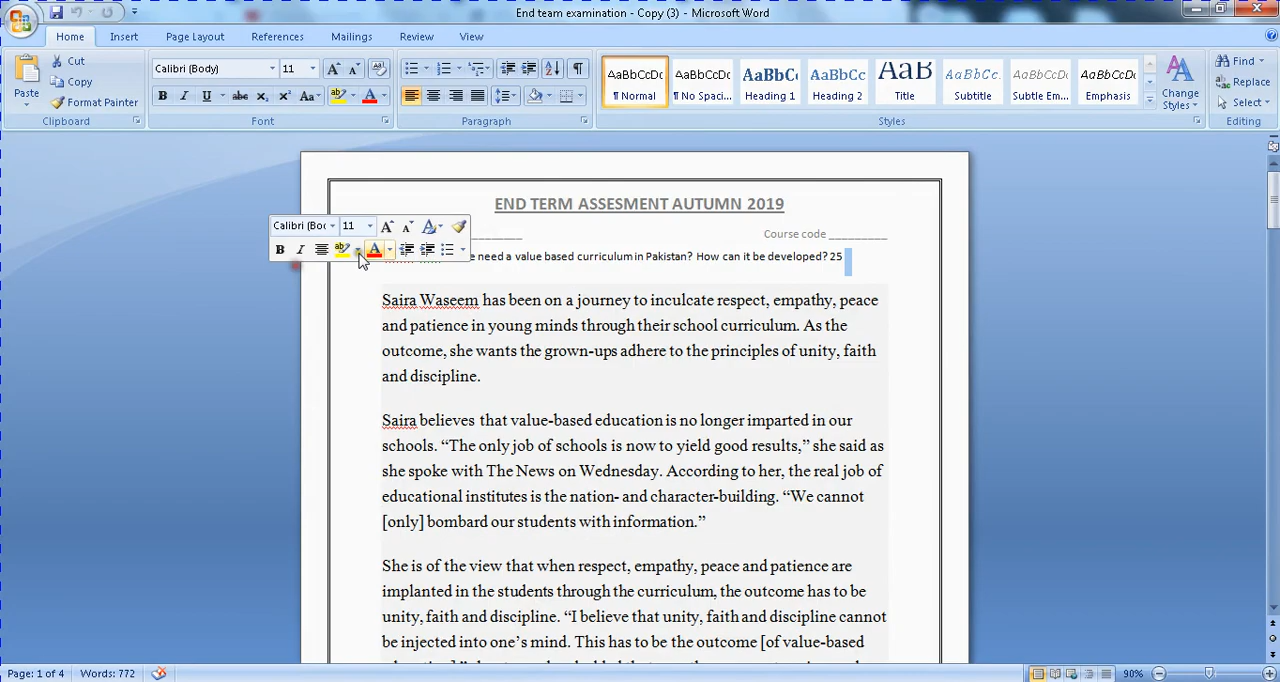 End team examination - Copy (3) - Microsoft Word
Home Insert Page Layout References Mailings Review View
Paste Cut Copy Format Painter
Clipboard
Calibri (Body) 11
B I U abc x₂ x² Aa ab A
Font
Paragraph
AaBbCcDc AaBbCcDc AaBbC( AaBbCc AaB AaBbCc. AaBbCcDc AaBbCcDc
¶ Normal ¶ No Spaci... Heading 1 Heading 2 Title Subtitle Subtle Em... Emphasis
Change Styles
Styles
Find Replace Select
Editing
END TERM ASSESMENT AUTUMN 2019
Calibri (Boc 11
B I ab A
__________ Course code __________
need a value based curriculum in Pakistan? How can it be developed? 25
Saira Waseem has been on a journey to inculcate respect, empathy, peace
and patience in young minds through their school curriculum. As the
outcome, she wants the grown-ups adhere to the principles of unity, faith
and discipline.
Saira believes that value-based education is no longer imparted in our
schools. “The only job of schools is now to yield good results,” she said as
she spoke with The News on Wednesday. According to her, the real job of
educational institutes is the nation- and character-building. “We cannot
[only] bombard our students with information.”
She is of the view that when respect, empathy, peace and patience are
implanted in the students through the curriculum, the outcome has to be
unity, faith and discipline. “I believe that unity, faith and discipline cannot
be injected into one’s mind. This has to be the outcome [of value-based
Page: 1 of 4 Words: 772 90%